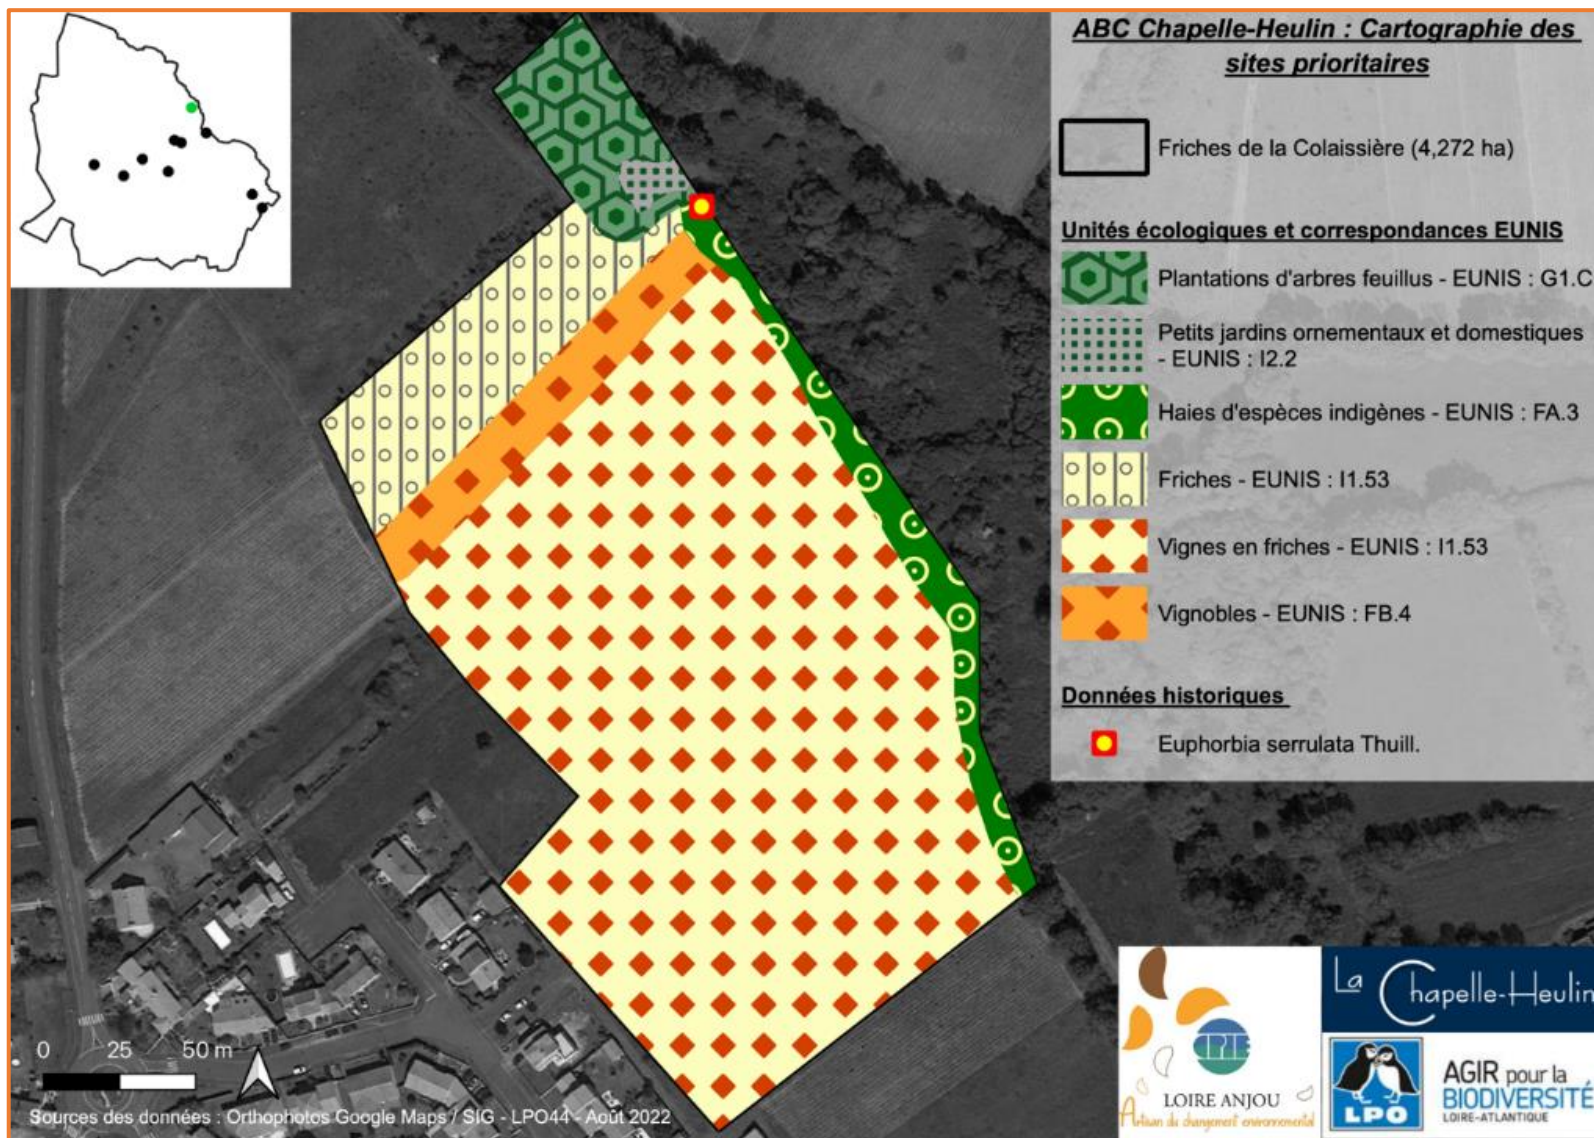 ABC Chapelle-Heulin : Cartographie des
sites prioritaires
Friches de la Colaissière (4,272 ha)
Unités écologiques et correspondances EUNIS
Plantations d'arbres feuillus - EUNIS : G1.C
Petits jardins ornementaux et domestiques
- EUNIS : I2.2
Haies d'espèces indigènes - EUNIS : FA.3
Friches - EUNIS : I1.53
Vignes en friches - EUNIS : I1.53
Vignobles - EUNIS : FB.4
Données historiques
Euphorbia serrulata Thuill.
0 25 50 m
Sources des données : Orthophotos Google Maps / SIG - LPO44 - Août 2022
CPIE
LOIRE ANJOU
Artisan du changement environnemental
La Chapelle-Heulin
LPO
AGIR pour la
BIODIVERSITÉ
LOIRE-ATLANTIQUE